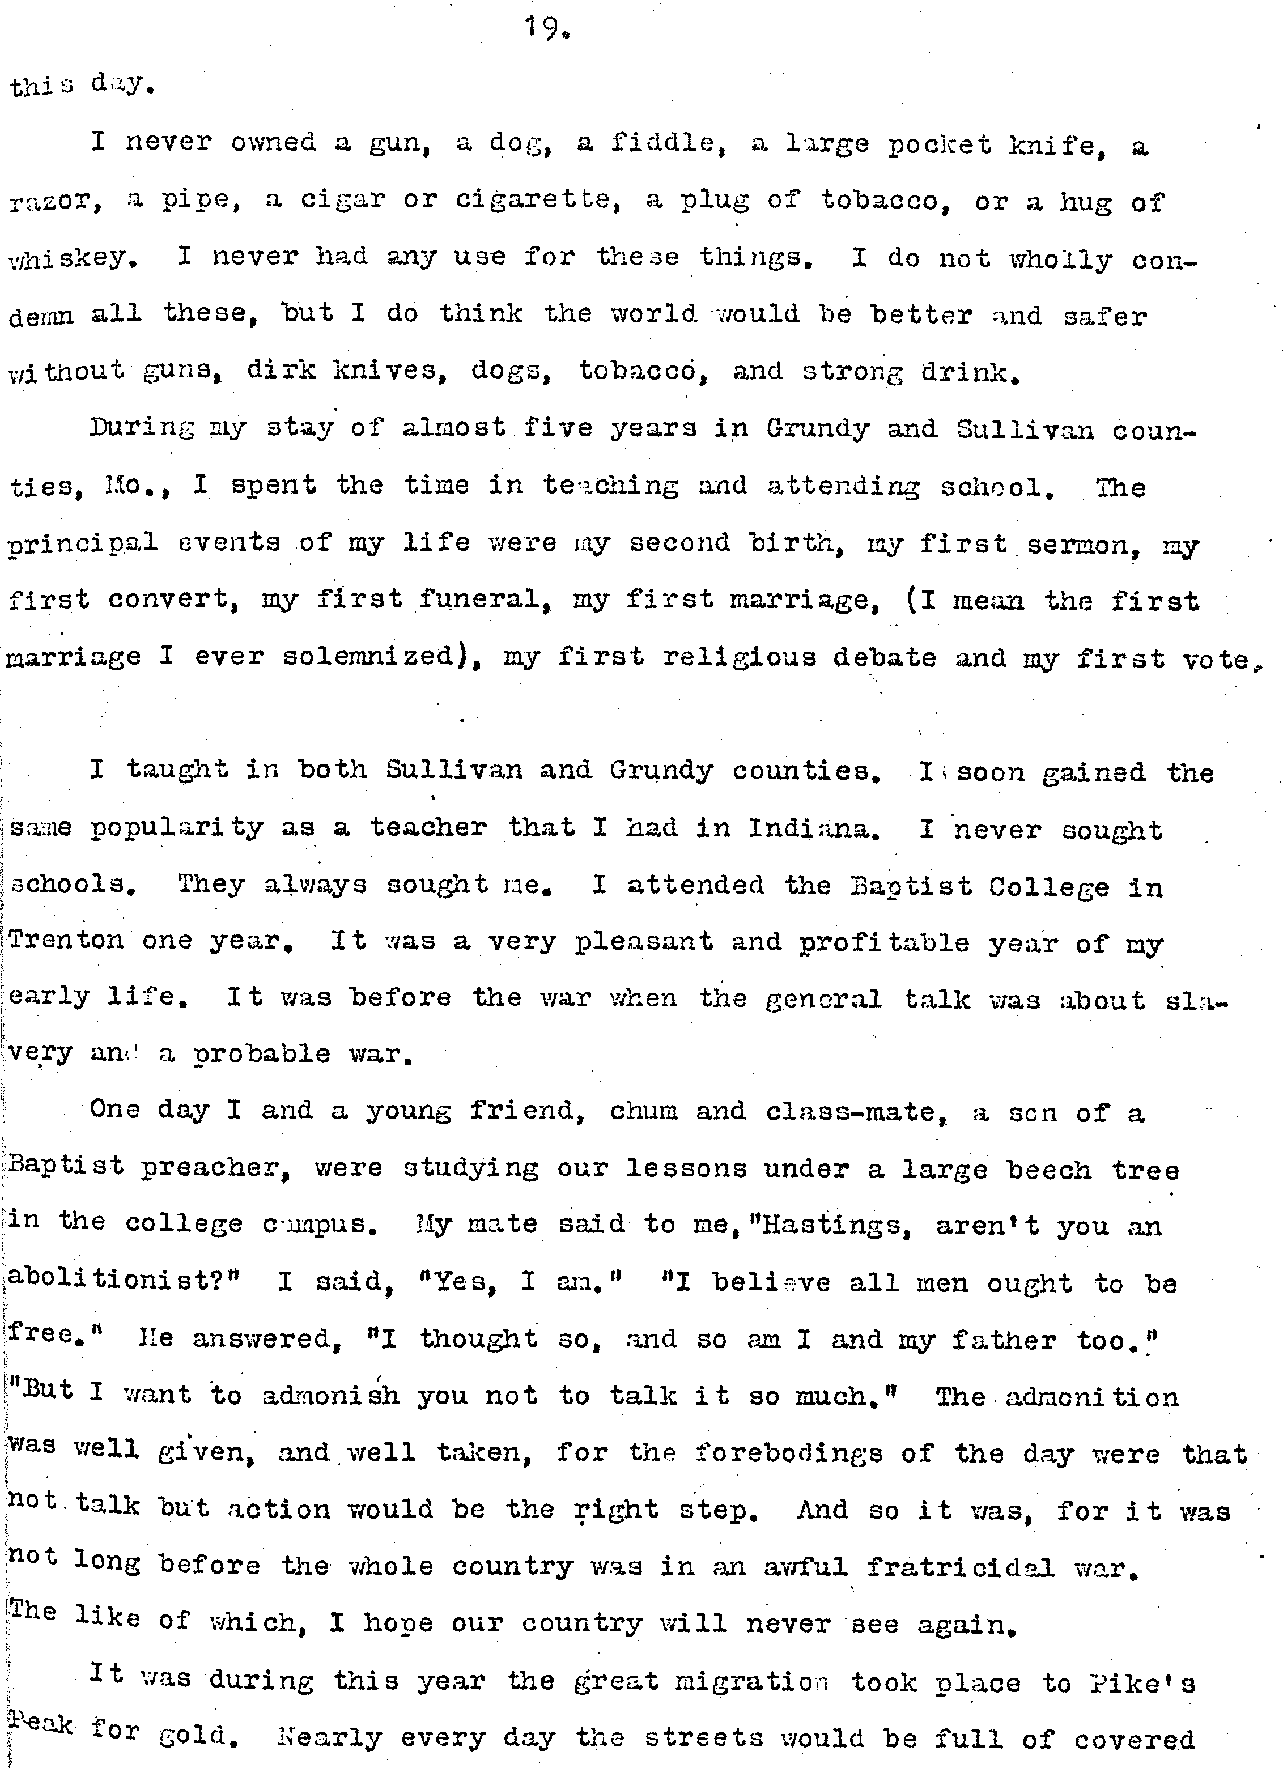 19.
this day.
I never owned a gun, a dog, a fiddle, a large pocket knife, a
razor, a pipe, a cigar or cigarette, a plug of tobacco, or a hug of
whiskey. I never had any use for these things. I do not wholly con-
demn all these, but I do think the world would be better and safer
without guns, dirk knives, dogs, tobacco, and strong drink.
During my stay of almost five years in Grundy and Sullivan coun-
ties, Mo., I spent the time in teaching and attending school. The
principal events of my life were my second birth, my first sermon, my
first convert, my first funeral, my first marriage, (I mean the first
marriage I ever solemnized), my first religious debate and my first vote.
I taught in both Sullivan and Grundy counties. I soon gained the
same popularity as a teacher that I had in Indiana. I never sought
schools. They always sought me. I attended the Baptist College in
Trenton one year. It was a very pleasant and profitable year of my
early life. It was before the war when the general talk was about sla-
very and a probable war.
One day I and a young friend, chum and class-mate, a son of a
Baptist preacher, were studying our lessons under a large beech tree
in the college campus. My mate said to me,"Hastings, aren't you an
abolitionist?" I said, "Yes, I am." "I believe all men ought to be
free." He answered, "I thought so, and so am I and my father too."
"But I want to admonish you not to talk it so much." The admonition
was well given, and well taken, for the forebodings of the day were that
not talk but action would be the right step. And so it was, for it was
not long before the whole country was in an awful fratricidal war.
The like of which, I hope our country will never see again.
It was during this year the great migration took place to Pike's
Peak for gold. Nearly every day the streets would be full of covered